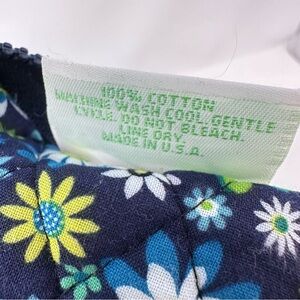 100% COTTON
MACHINE WASH COOL, GENTLE
CYCLE. DO NOT BLEACH.
LINE DRY
MADE IN U.S.A.